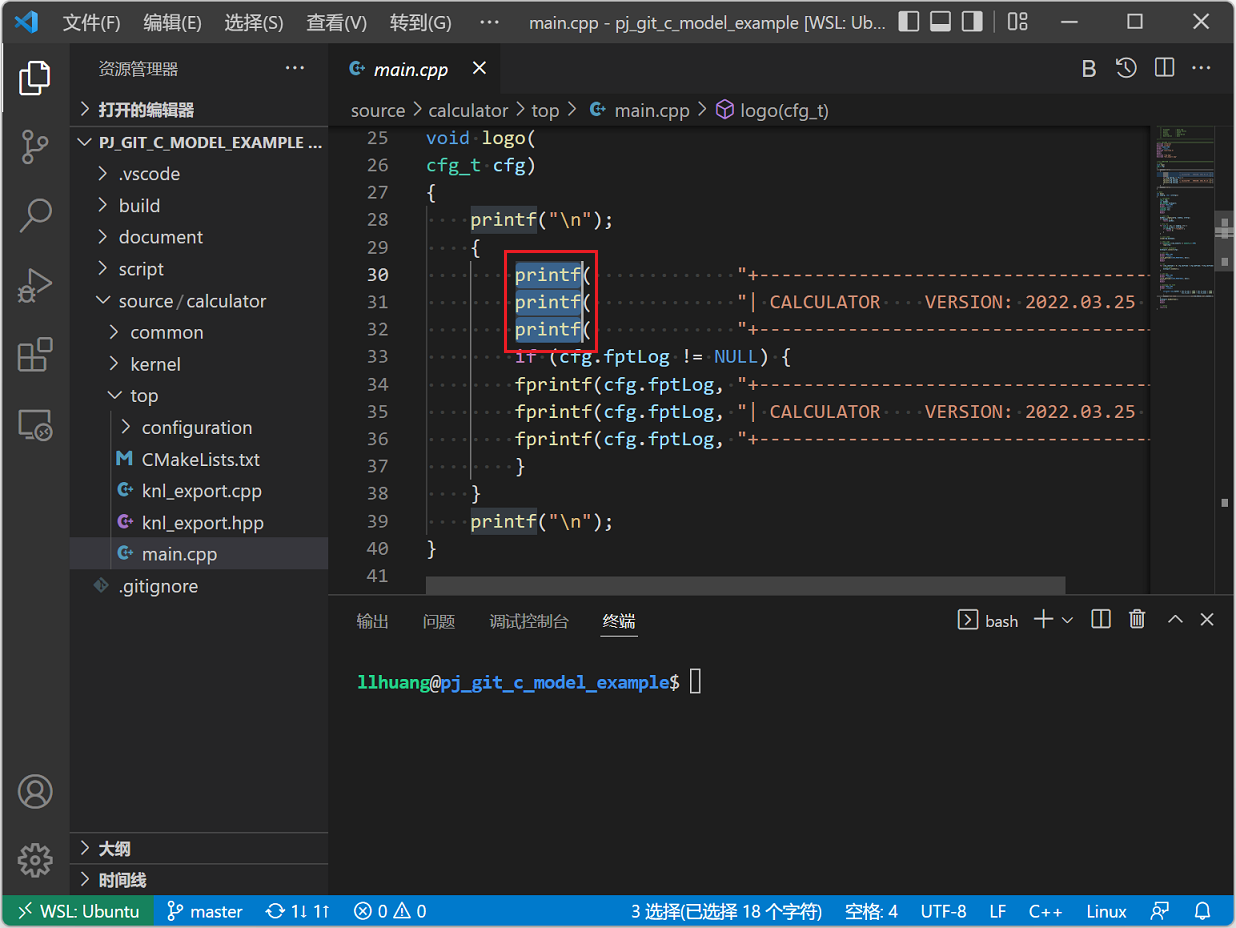 文件(F) 编辑(E) 选择(S) 查看(V) 转到(G) ··· main.cpp - pj_git_c_model_example [WSL: Ub...
资源管理器 ···
打开的编辑器
PJ_GIT_C_MODEL_EXAMPLE ...
.vscode
build
document
script
source/calculator
common
kernel
top
configuration
CMakeLists.txt
knl_export.cpp
knl_export.hpp
main.cpp
.gitignore
大纲
时间线
main.cpp
B
source > calculator > top > main.cpp > logo(cfg_t)
25 void logo(
26 cfg_t cfg)
27 {
28 printf("\n");
29 {
30 printf( "+-----------------------------------
31 printf( "| CALCULATOR VERSION: 2022.03.25
32 printf( "+-----------------------------------
33 if (cfg.fptLog != NULL) {
34 fprintf(cfg.fptLog, "+-----------------------------------
35 fprintf(cfg.fptLog, "| CALCULATOR VERSION: 2022.03.25
36 fprintf(cfg.fptLog, "+-----------------------------------
37 }
38 }
39 printf("\n");
40 }
41
输出 问题 调试控制台 终端 bash
llhuang@pj_git_c_model_example$
WSL: Ubuntu master 1↓ 1↑ 0 0 3 选择(已选择 18 个字符) 空格: 4 UTF-8 LF C++ Linux